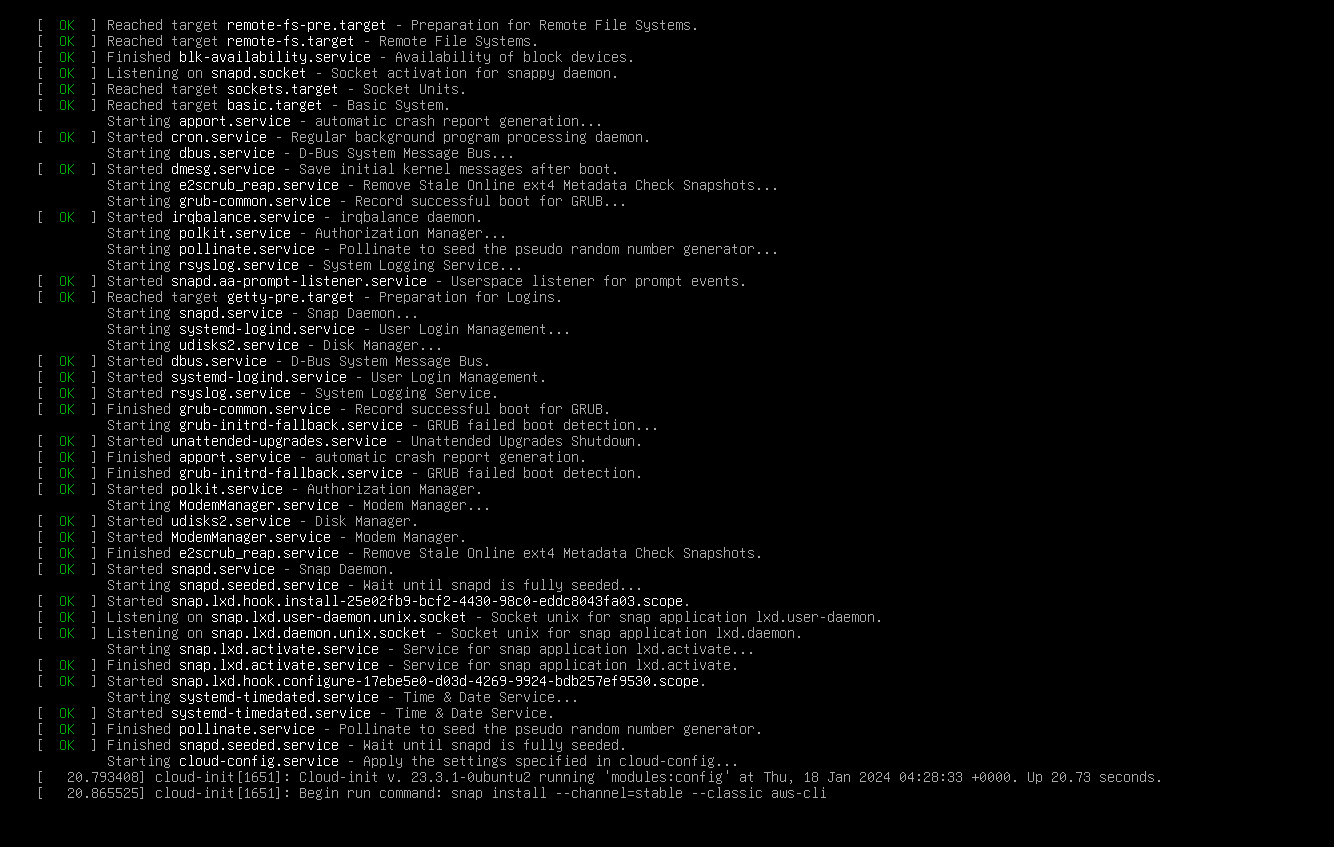 [  OK  ] Reached target remote-fs-pre.target - Preparation for Remote File Systems.
[  OK  ] Reached target remote-fs.target - Remote File Systems.
[  OK  ] Finished blk-availability.service - Availability of block devices.
[  OK  ] Listening on snapd.socket - Socket activation for snappy daemon.
[  OK  ] Reached target sockets.target - Socket Units.
[  OK  ] Reached target basic.target - Basic System.
         Starting apport.service - automatic crash report generation...
[  OK  ] Started cron.service - Regular background program processing daemon.
         Starting dbus.service - D-Bus System Message Bus...
[  OK  ] Started dmesg.service - Save initial kernel messages after boot.
         Starting e2scrub_reap.service - Remove Stale Online ext4 Metadata Check Snapshots...
         Starting grub-common.service - Record successful boot for GRUB...
[  OK  ] Started irqbalance.service - irqbalance daemon.
         Starting polkit.service - Authorization Manager...
         Starting pollinate.service - Pollinate to seed the pseudo random number generator...
         Starting rsyslog.service - System Logging Service...
[  OK  ] Started snapd.aa-prompt-listener.service - Userspace listener for prompt events.
[  OK  ] Reached target getty-pre.target - Preparation for Logins.
         Starting snapd.service - Snap Daemon...
         Starting systemd-logind.service - User Login Management...
         Starting udisks2.service - Disk Manager...
[  OK  ] Started dbus.service - D-Bus System Message Bus.
[  OK  ] Started systemd-logind.service - User Login Management.
[  OK  ] Started rsyslog.service - System Logging Service.
[  OK  ] Finished grub-common.service - Record successful boot for GRUB.
         Starting grub-initrd-fallback.service - GRUB failed boot detection...
[  OK  ] Started unattended-upgrades.service - Unattended Upgrades Shutdown.
[  OK  ] Finished apport.service - automatic crash report generation.
[  OK  ] Finished grub-initrd-fallback.service - GRUB failed boot detection.
[  OK  ] Started polkit.service - Authorization Manager.
         Starting ModemManager.service - Modem Manager...
[  OK  ] Started udisks2.service - Disk Manager.
[  OK  ] Started ModemManager.service - Modem Manager.
[  OK  ] Finished e2scrub_reap.service - Remove Stale Online ext4 Metadata Check Snapshots.
[  OK  ] Started snapd.service - Snap Daemon.
         Starting snapd.seeded.service - Wait until snapd is fully seeded...
[  OK  ] Started snap.lxd.hook.install-25e02fb9-bcf2-4430-98c0-eddc8043fa03.scope.
[  OK  ] Listening on snap.lxd.user-daemon.unix.socket - Socket unix for snap application lxd.user-daemon.
[  OK  ] Listening on snap.lxd.daemon.unix.socket - Socket unix for snap application lxd.daemon.
         Starting snap.lxd.activate.service - Service for snap application lxd.activate...
[  OK  ] Finished snap.lxd.activate.service - Service for snap application lxd.activate.
[  OK  ] Started snap.lxd.hook.configure-17ebe5e0-d03d-4269-9924-bdb257ef9530.scope.
         Starting systemd-timedated.service - Time & Date Service...
[  OK  ] Started systemd-timedated.service - Time & Date Service.
[  OK  ] Finished pollinate.service - Pollinate to seed the pseudo random number generator.
[  OK  ] Finished snapd.seeded.service - Wait until snapd is fully seeded.
         Starting cloud-config.service - Apply the settings specified in cloud-config...
[   20.793408] cloud-init[1651]: Cloud-init v. 23.3.1-0ubuntu2 running 'modules:config' at Thu, 18 Jan 2024 04:28:33 +0000. Up 20.73 seconds.
[   20.865525] cloud-init[1651]: Begin run command: snap install --channel=stable --classic aws-cli